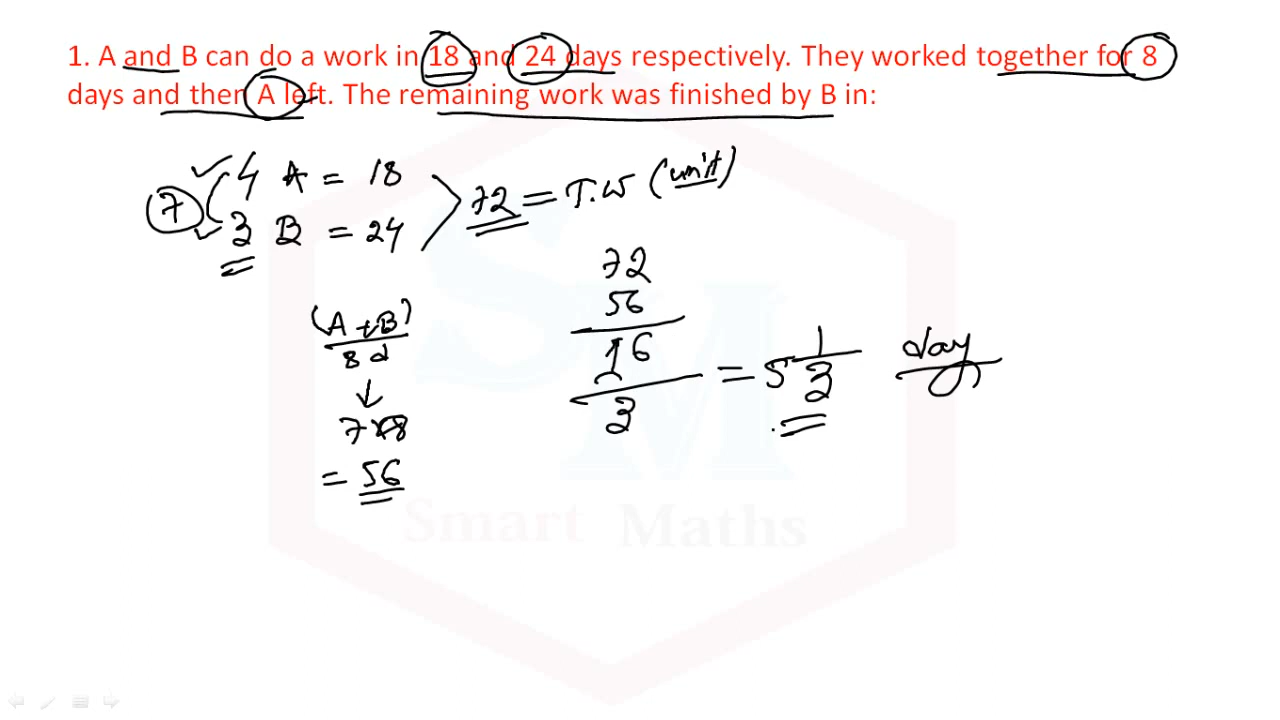 1. A and B can do a work in 18 and 24 days respectively. They worked together for 8
days and then A left. The remaining work was finished by B in:
4 A = 18
7
3 B = 24
72 = T.W (unit)
(A+B)
8 d
↓
7×8
= 56
72
56
16
3
= 5 1/3 day
Smart Maths